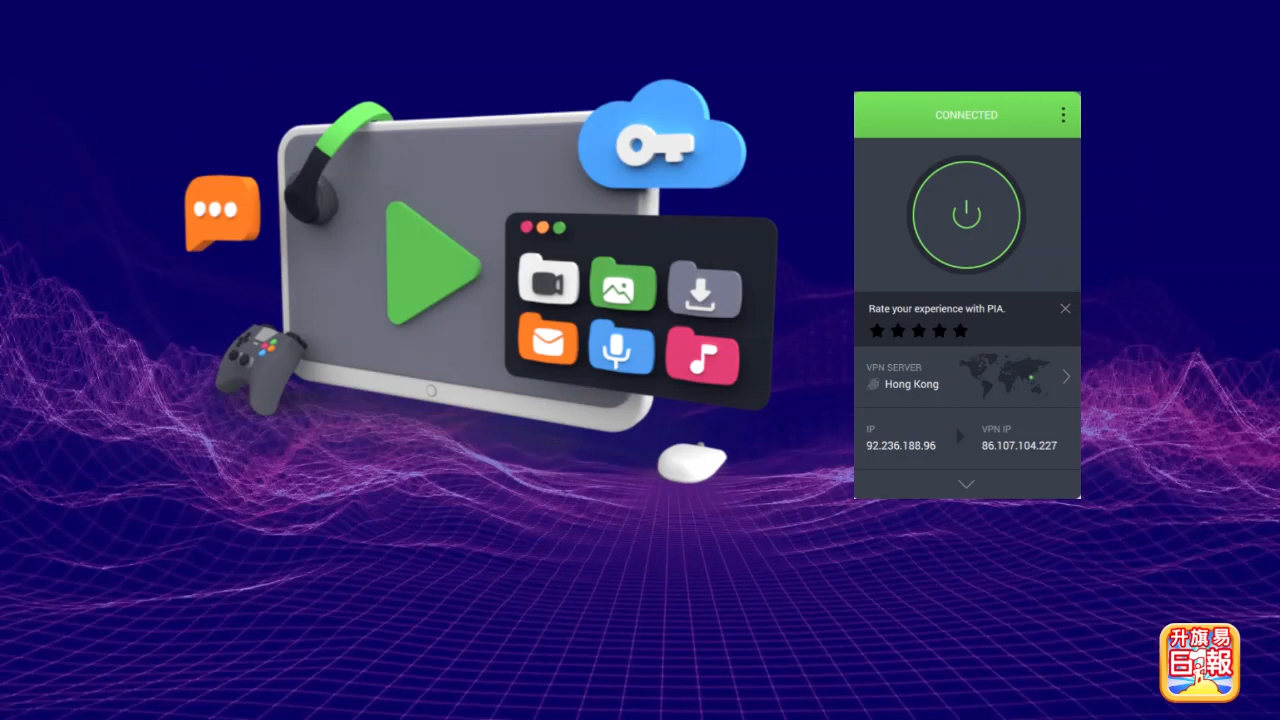 CONNECTED
Rate your experience with PIA.
VPN SERVER
Hong Kong
IP
VPN IP
92.236.188.96
86.107.104.227
升旗易
日報